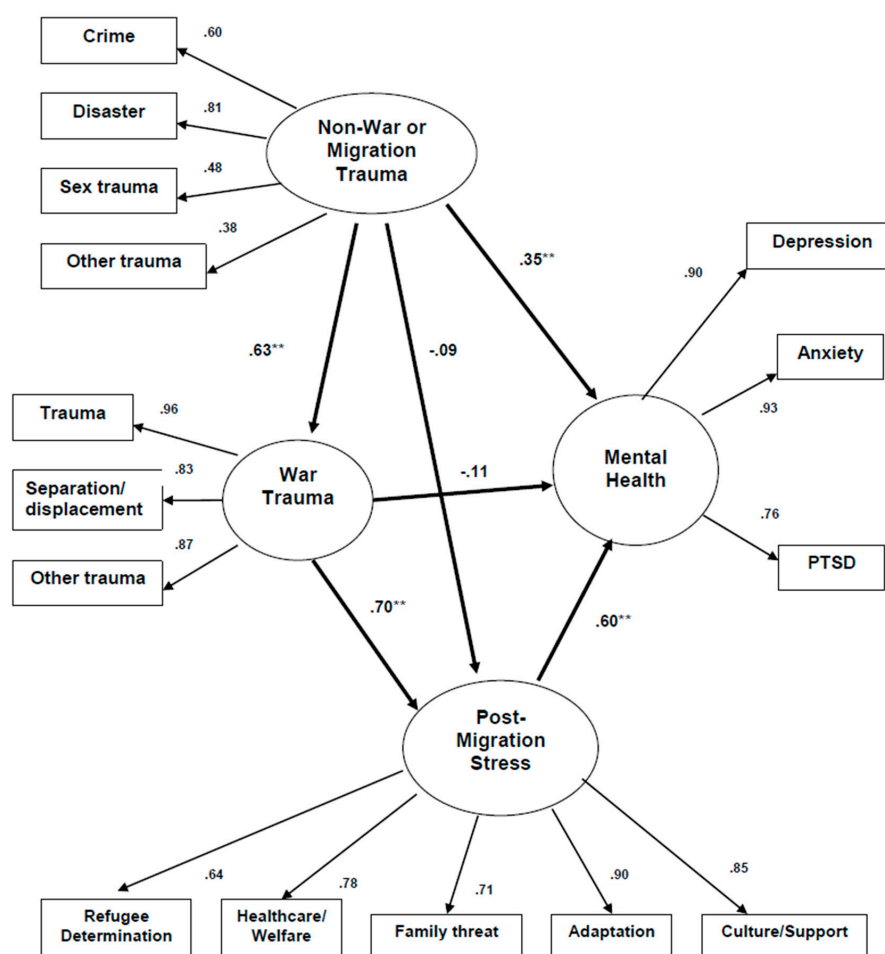 Crime
.60
Disaster
.81
Sex trauma
.48
Other trauma
.38
Non-War or
Migration
Trauma
.63**
-.09
.35**
Depression
.90
Anxiety
.93
PTSD
.76
Mental
Health
Trauma
.96
Separation/
displacement
.83
Other trauma
.87
War
Trauma
-.11
.70**
.60**
Post-
Migration
Stress
.64
.78
.71
.90
.85
Refugee
Determination
Healthcare/
Welfare
Family threat
Adaptation
Culture/Support